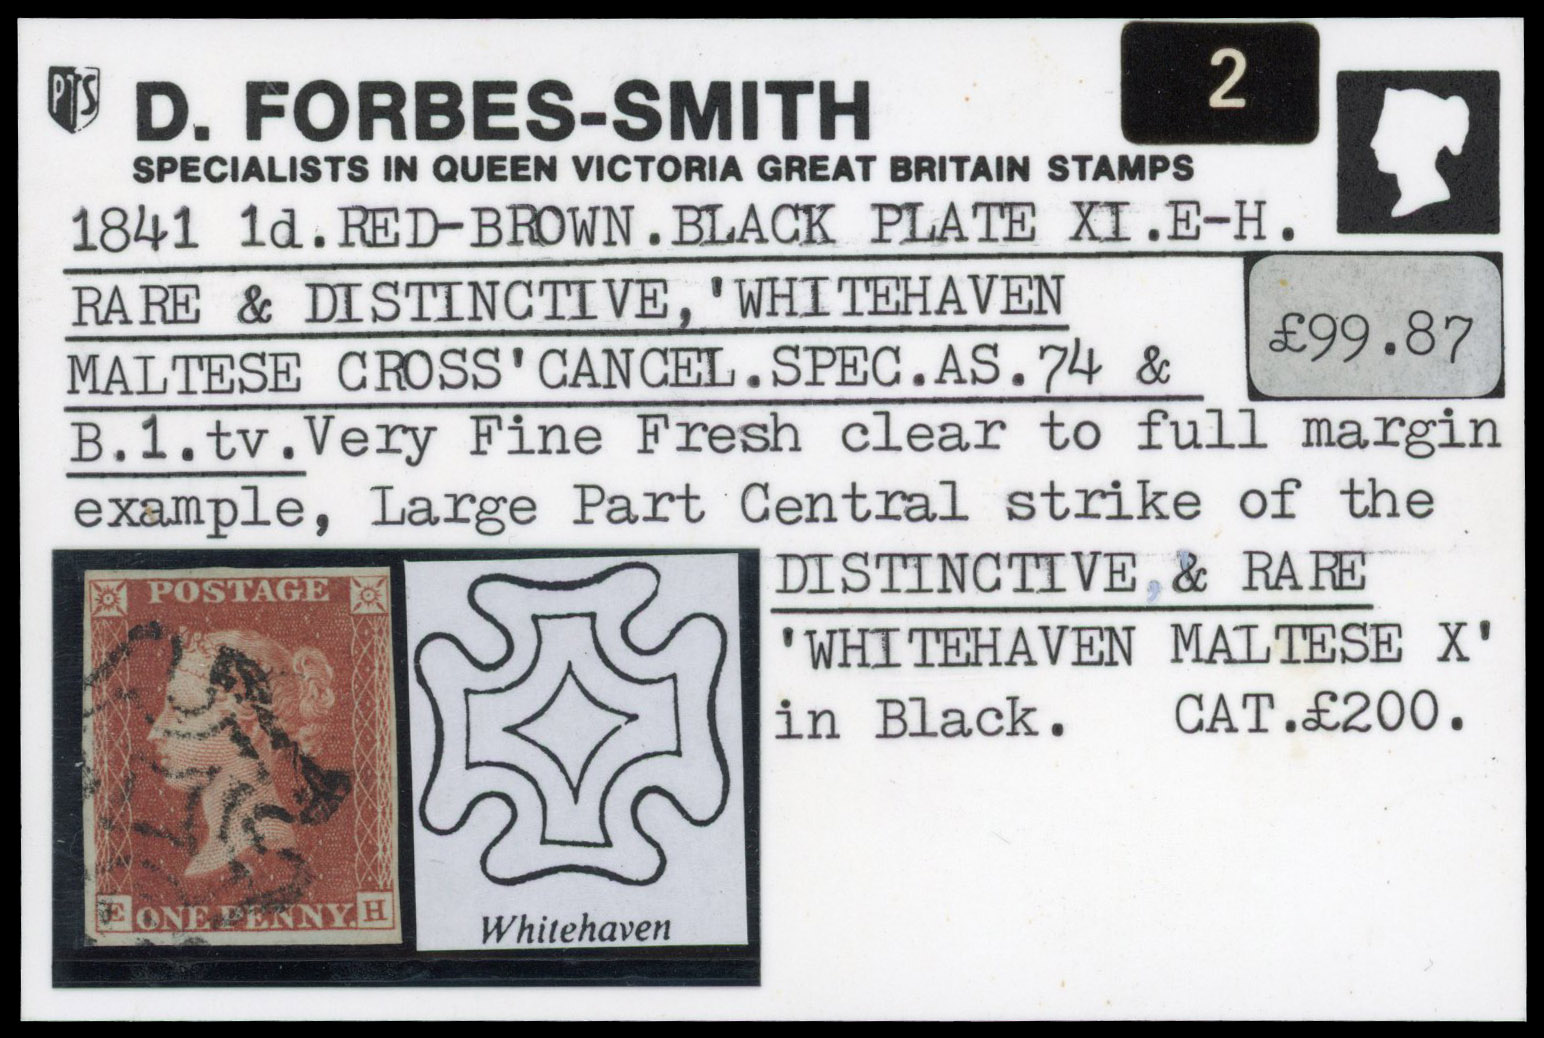 PTS
D. FORBES-SMITH
2
SPECIALISTS IN QUEEN VICTORIA GREAT BRITAIN STAMPS
1841 1d.RED-BROWN.BLACK PLATE XI.E-H.
RARE & DISTINCTIVE,'WHITEHAVEN
£99.87
MALTESE CROSS'CANCEL.SPEC.AS.74 &
B.1.tv.Very Fine Fresh clear to full margin
example, Large Part Central strike of the
DISTINCTIVE,& RARE
'WHITEHAVEN MALTESE X'
in Black. CAT.£200.
POSTAGE
E ONE PENNY. H
Whitehaven